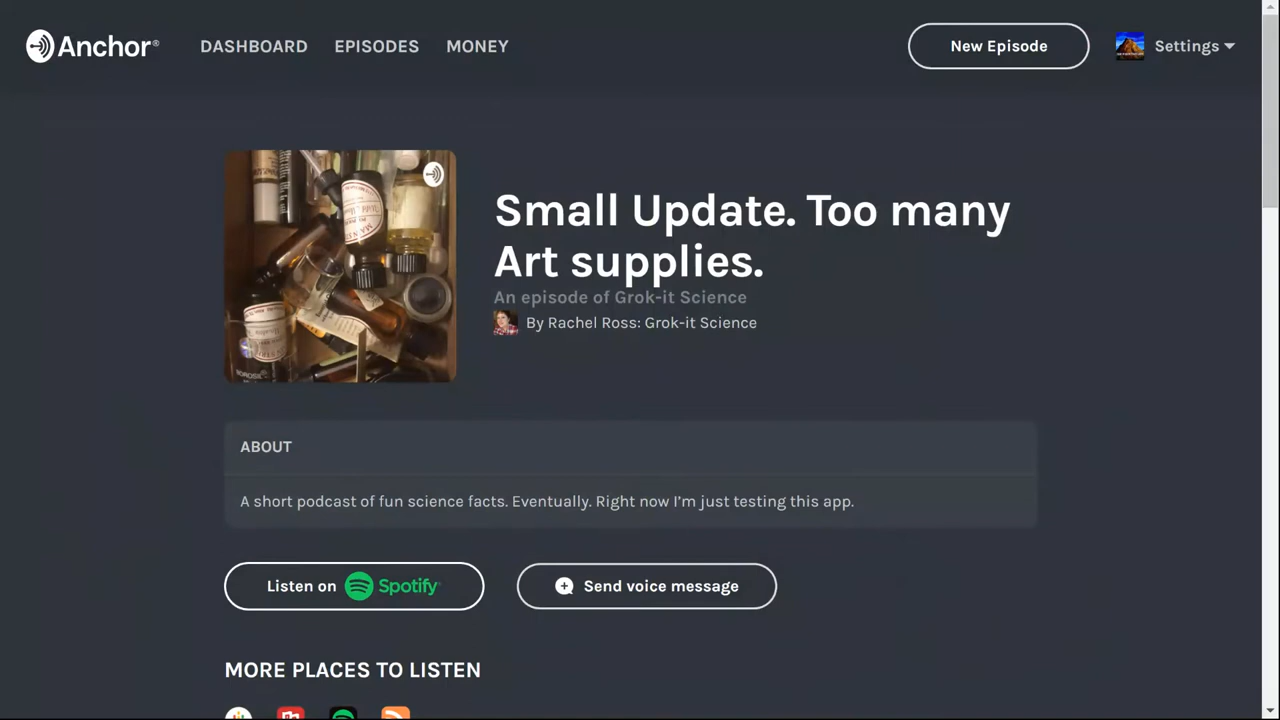 Anchor®
DASHBOARD
EPISODES
MONEY
New Episode
Settings
Small Update. Too many
Art supplies.
An episode of Grok-it Science
By Rachel Ross: Grok-it Science
ABOUT
A short podcast of fun science facts. Eventually. Right now I'm just testing this app.
Listen on Spotify
Send voice message
MORE PLACES TO LISTEN